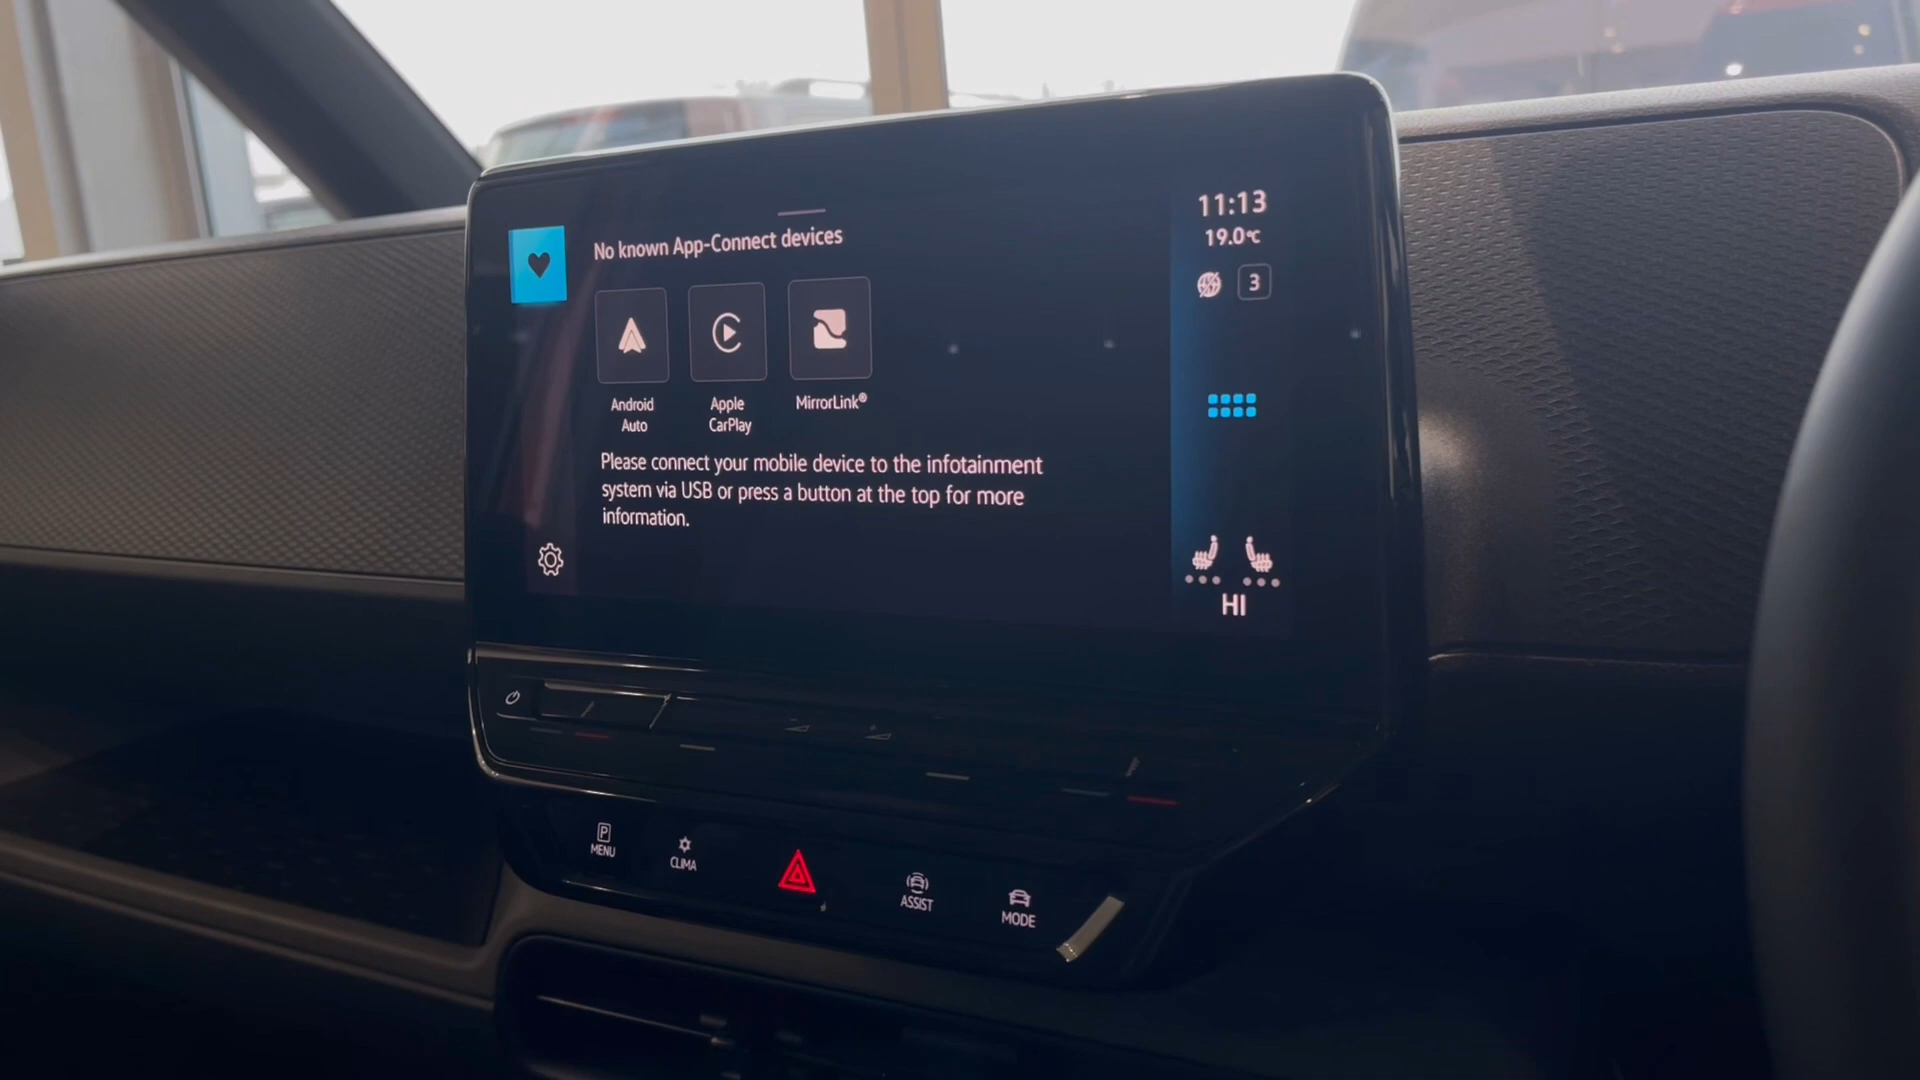 No known App-Connect devices
11:13
19.0°C
3
Android
Auto
Apple
CarPlay
MirrorLink®
Please connect your mobile device to the infotainment
system via USB or press a button at the top for more
information.
HI
P
MENU
CLIMA
ASSIST
MODE